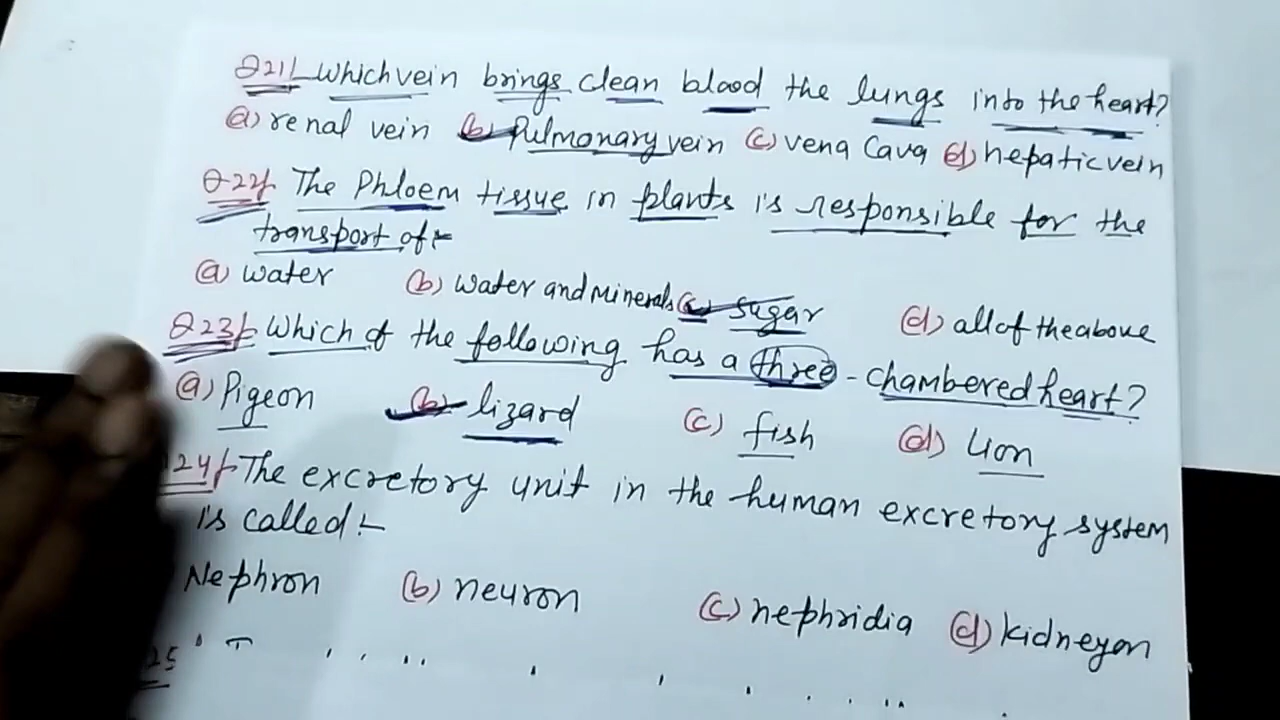 Q21/- Which vein brings clean blood the lungs into the heart?
(a) renal vein (b) Pulmonary vein (c) vena Cava (d) hepatic vein
Q22/- The Phloem tissue in plants is responsible for the
transport of:-
(a) water (b) water and Minerals (c) sugar (d) all of the above
Q23/- Which of the following has a three - chambered heart?
(a) Pigeon (b) lizard (c) fish (d) Lion
24/- The excretory unit in the human excretory system
is called:-
Nephron (b) neuron (c) nephridia (d) kidneyon
25